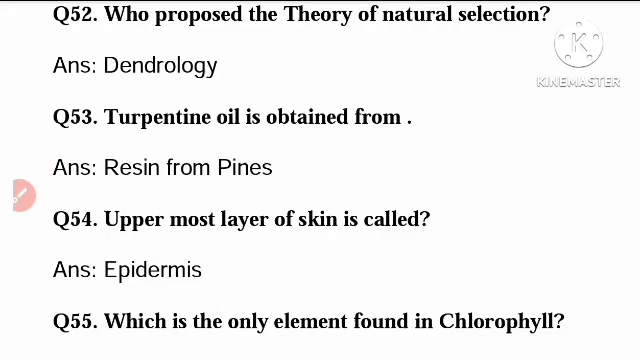 Q52. Who proposed the Theory of natural selection?
Ans: Dendrology
Q53. Turpentine oil is obtained from .
Ans: Resin from Pines
Q54. Upper most layer of skin is called?
Ans: Epidermis
Q55. Which is the only element found in Chlorophyll?
K
KINEMASTER